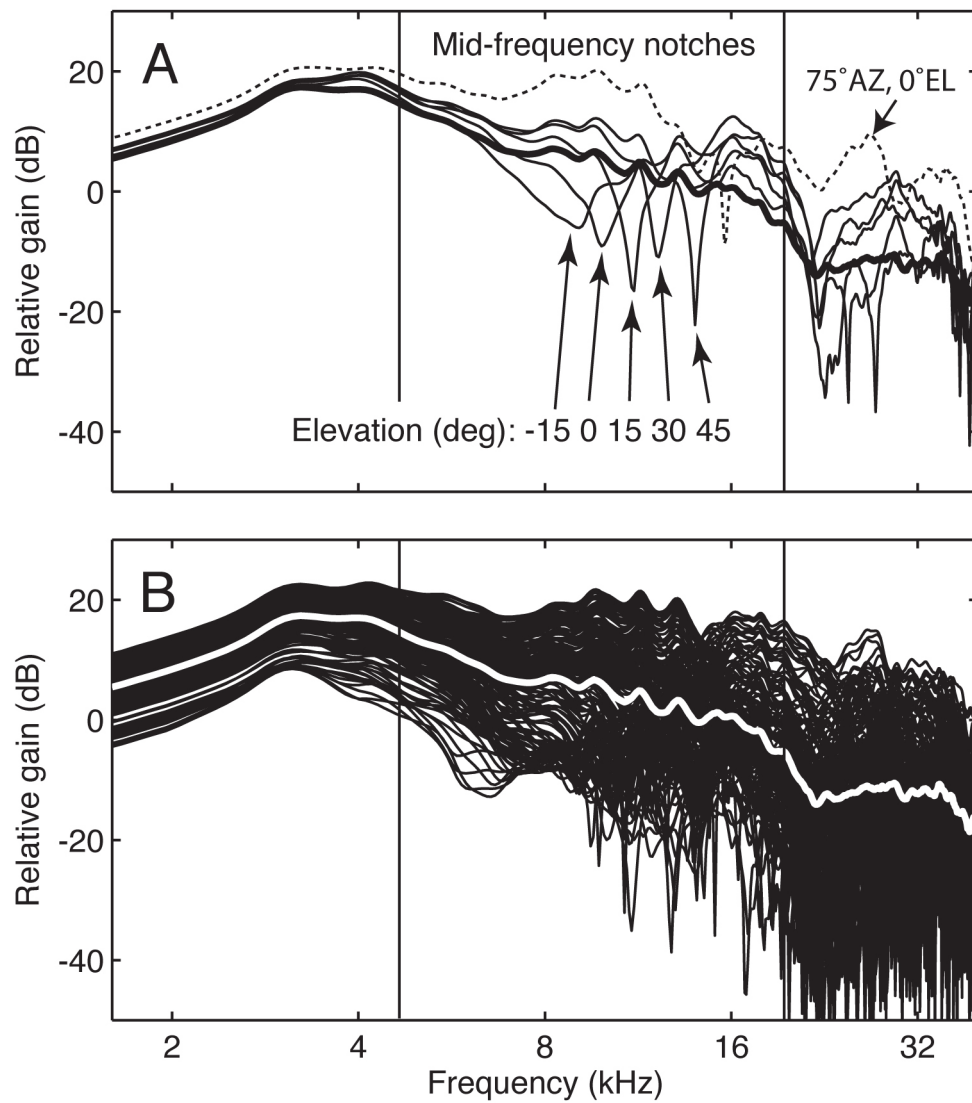 A
Mid-frequency notches
75°AZ, 0°EL
20
0
-20
-40
Relative gain (dB)
Elevation (deg): -15 0 15 30 45
B
20
0
-20
-40
Relative gain (dB)
2 4 8 16 32
Frequency (kHz)